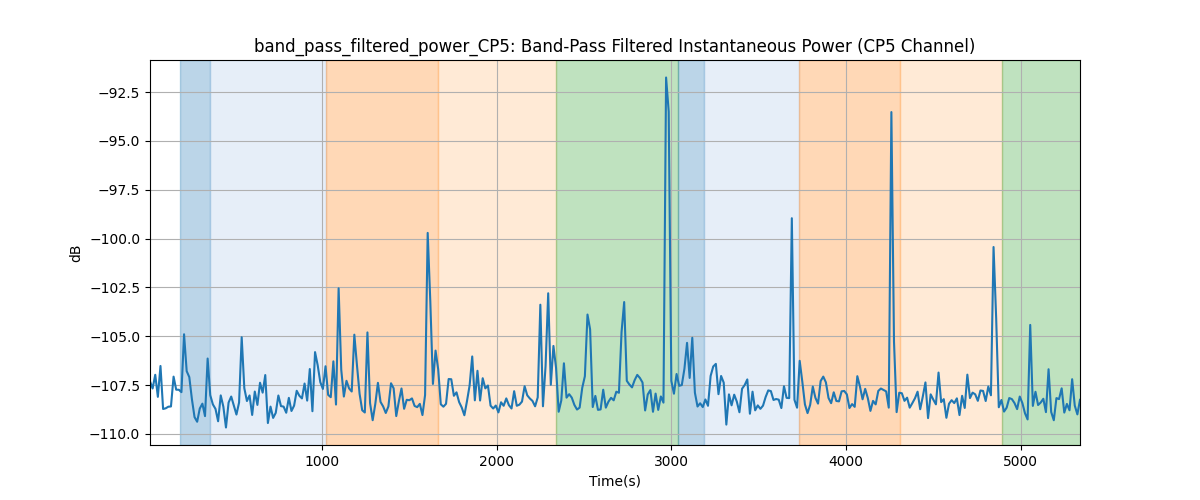 band_pass_filtered_power_CP5: Band-Pass Filtered Instantaneous Power (CP5 Channel)
−92.5
−95.0
−97.5
−100.0
−102.5
−105.0
−107.5
−110.0
dB
1000 2000 3000 4000 5000
Time(s)